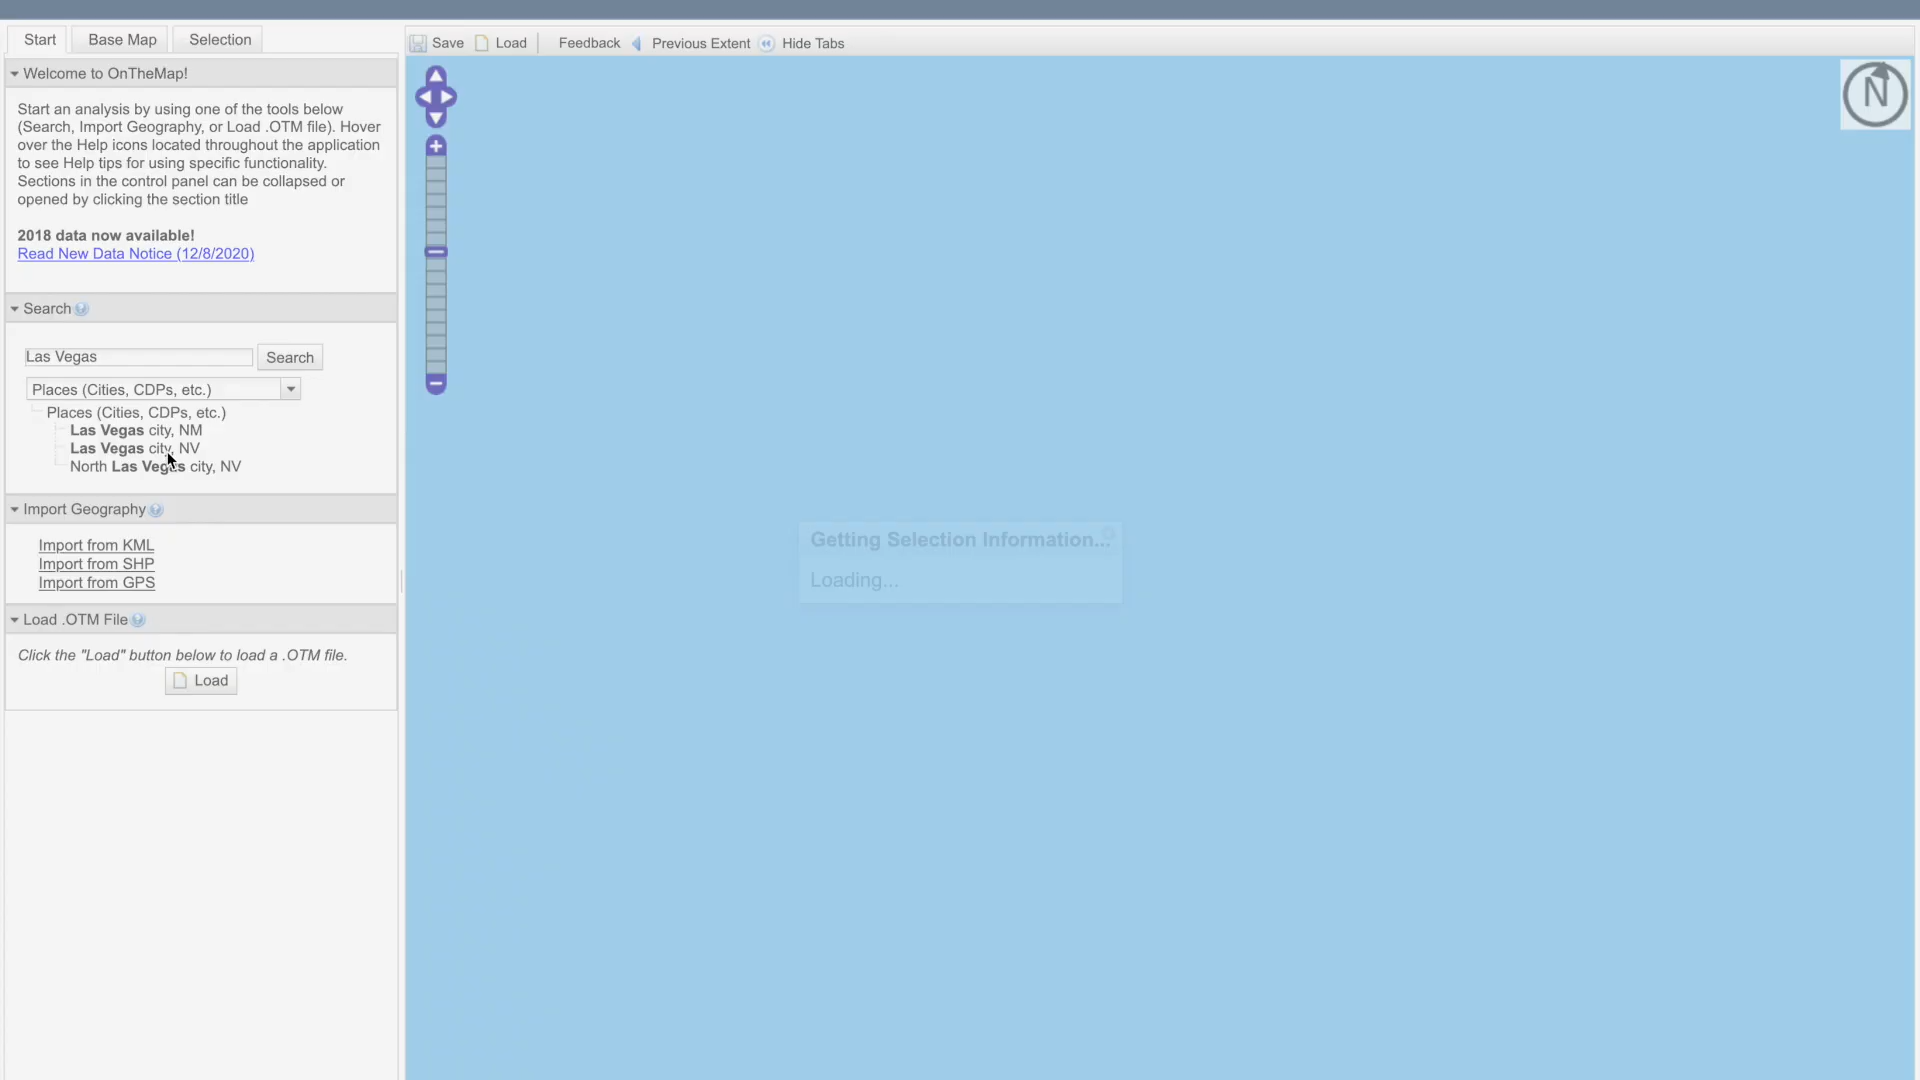 Start
Base Map
Selection
Save
Load
Feedback
Previous Extent
Hide Tabs
Welcome to OnTheMap!
Start an analysis by using one of the tools below
(Search, Import Geography, or Load .OTM file). Hover
over the Help icons located throughout the application
to see Help tips for using specific functionality.
Sections in the control panel can be collapsed or
opened by clicking the section title
2018 data now available!
Read New Data Notice (12/8/2020)
Search
Las Vegas
Search
Places (Cities, CDPs, etc.)
Places (Cities, CDPs, etc.)
Las Vegas city, NM
Las Vegas city, NV
North Las Vegas city, NV
Import Geography
Import from KML
Import from SHP
Import from GPS
Load .OTM File
Click the "Load" button below to load a .OTM file.
Load
N
Getting Selection Information...
Loading...